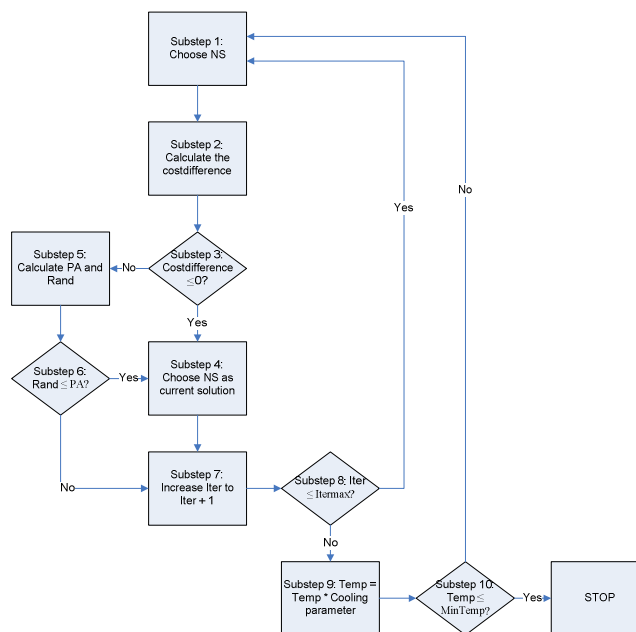 Substep 1:
Choose NS
Substep 2:
Calculate the
costdifference
No
Yes
Substep 5:
Calculate PA and
Rand
No
Substep 3:
Costdifference
≤0?
Yes
Substep 6:
Rand ≤ PA?
Yes
Substep 4:
Choose NS as
current solution
No
Substep 7:
Increase Iter to
Iter + 1
Substep 8: Iter
≤ Itermax?
No
Substep 9: Temp =
Temp * Cooling
parameter
Substep 10:
Temp ≤
MinTemp?
Yes
STOP